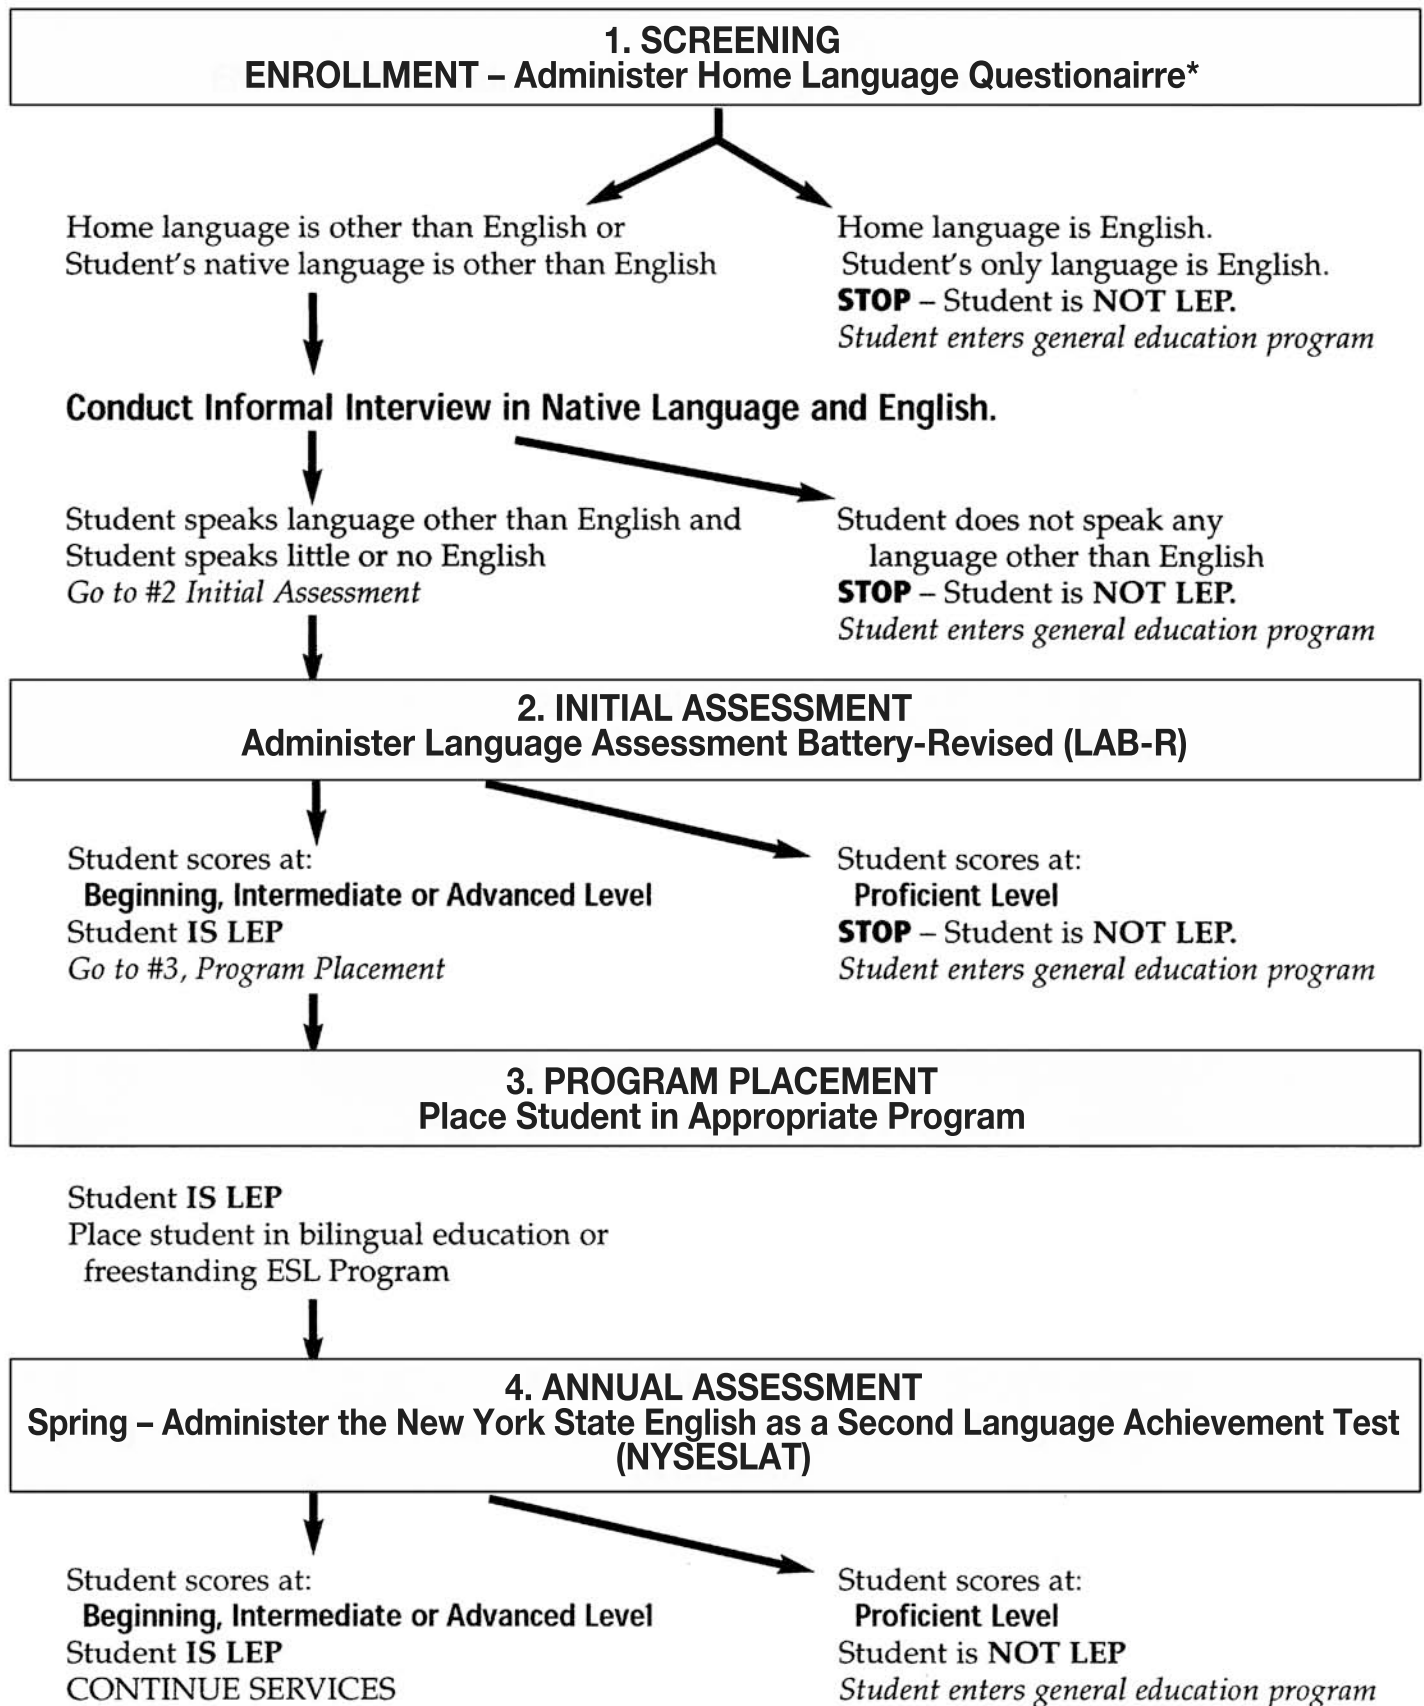 1. SCREENING
ENROLLMENT – Administer Home Language Questionairre*
Home language is other than English or
Student's native language is other than English
Home language is English.
Student's only language is English.
STOP – Student is NOT LEP.
Student enters general education program
Conduct Informal Interview in Native Language and English.
Student speaks language other than English and
Student speaks little or no English
Go to #2 Initial Assessment
Student does not speak any
language other than English
STOP – Student is NOT LEP.
Student enters general education program
2. INITIAL ASSESSMENT
Administer Language Assessment Battery-Revised (LAB-R)
Student scores at:
Beginning, Intermediate or Advanced Level
Student IS LEP
Go to #3, Program Placement
Student scores at:
Proficient Level
STOP – Student is NOT LEP.
Student enters general education program
3. PROGRAM PLACEMENT
Place Student in Appropriate Program
Student IS LEP
Place student in bilingual education or
freestanding ESL Program
4. ANNUAL ASSESSMENT
Spring – Administer the New York State English as a Second Language Achievement Test
(NYSESLAT)
Student scores at:
Beginning, Intermediate or Advanced Level
Student IS LEP
CONTINUE SERVICES
Student scores at:
Proficient Level
Student is NOT LEP
Student enters general education program